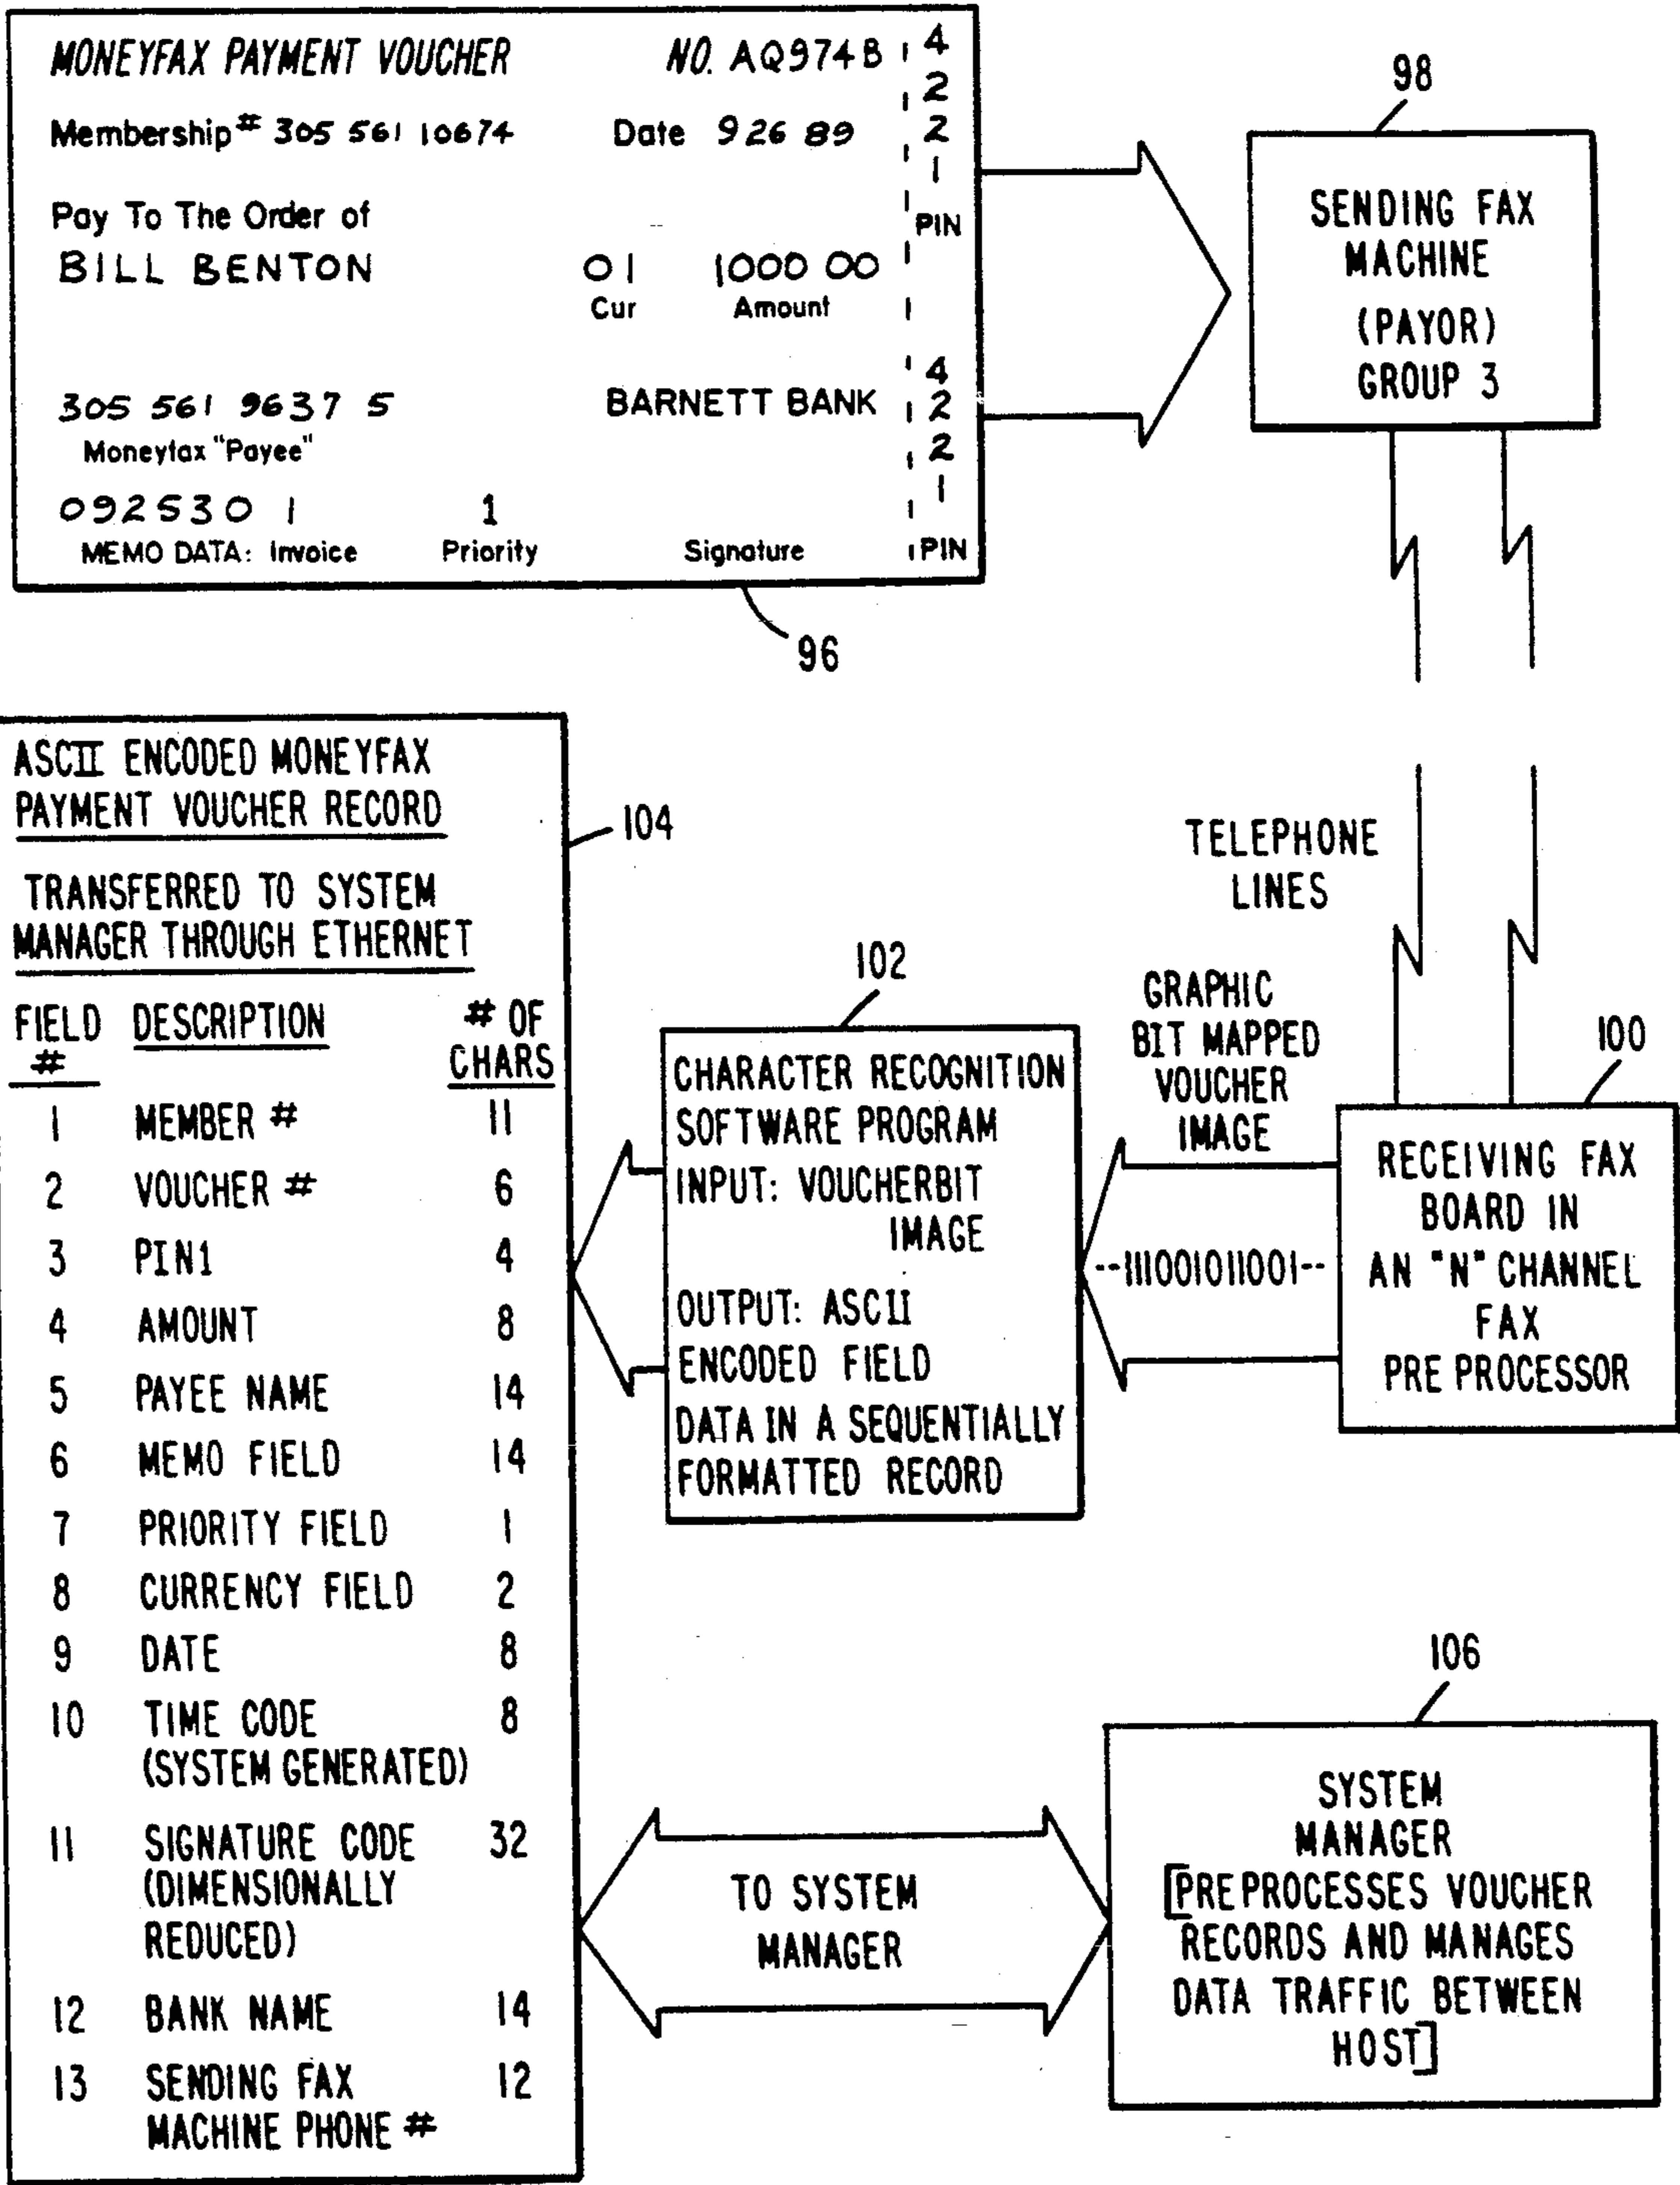 MONEYFAX PAYMENT VOUCHER NO. AQ974B
Membership# 305 561 10674 Date 9 26 89
4
2
2
1
PIN
Pay To The Order of
BILL BENTON 01 1000 00
Cur Amount
305 561 9637 5 BARNETT BANK
Moneyfax "Payee"
4
2
2
1
PIN
092530 1 1
MEMO DATA: Invoice Priority Signature
96
98
SENDING FAX
MACHINE
(PAYOR)
GROUP 3
TELEPHONE
LINES
100
RECEIVING FAX
BOARD IN
AN "N" CHANNEL
FAX
PRE PROCESSOR
GRAPHIC
BIT MAPPED
VOUCHER
IMAGE
--111001011001--
102
CHARACTER RECOGNITION
SOFTWARE PROGRAM
INPUT: VOUCHERBIT
IMAGE
OUTPUT: ASCII
ENCODED FIELD
DATA IN A SEQUENTIALLY
FORMATTED RECORD
104
ASCII ENCODED MONEYFAX
PAYMENT VOUCHER RECORD
TRANSFERRED TO SYSTEM
MANAGER THROUGH ETHERNET
FIELD DESCRIPTION # OF
# CHARS
1 MEMBER # 11
2 VOUCHER # 6
3 PIN1 4
4 AMOUNT 8
5 PAYEE NAME 14
6 MEMO FIELD 14
7 PRIORITY FIELD 1
8 CURRENCY FIELD 2
9 DATE 8
10 TIME CODE 8
(SYSTEM GENERATED)
11 SIGNATURE CODE 32
(DIMENSIONALLY
REDUCED)
12 BANK NAME 14
13 SENDING FAX 12
MACHINE PHONE #
TO SYSTEM
MANAGER
106
SYSTEM
MANAGER
[PREPROCESSES VOUCHER
RECORDS AND MANAGES
DATA TRAFFIC BETWEEN
HOST]